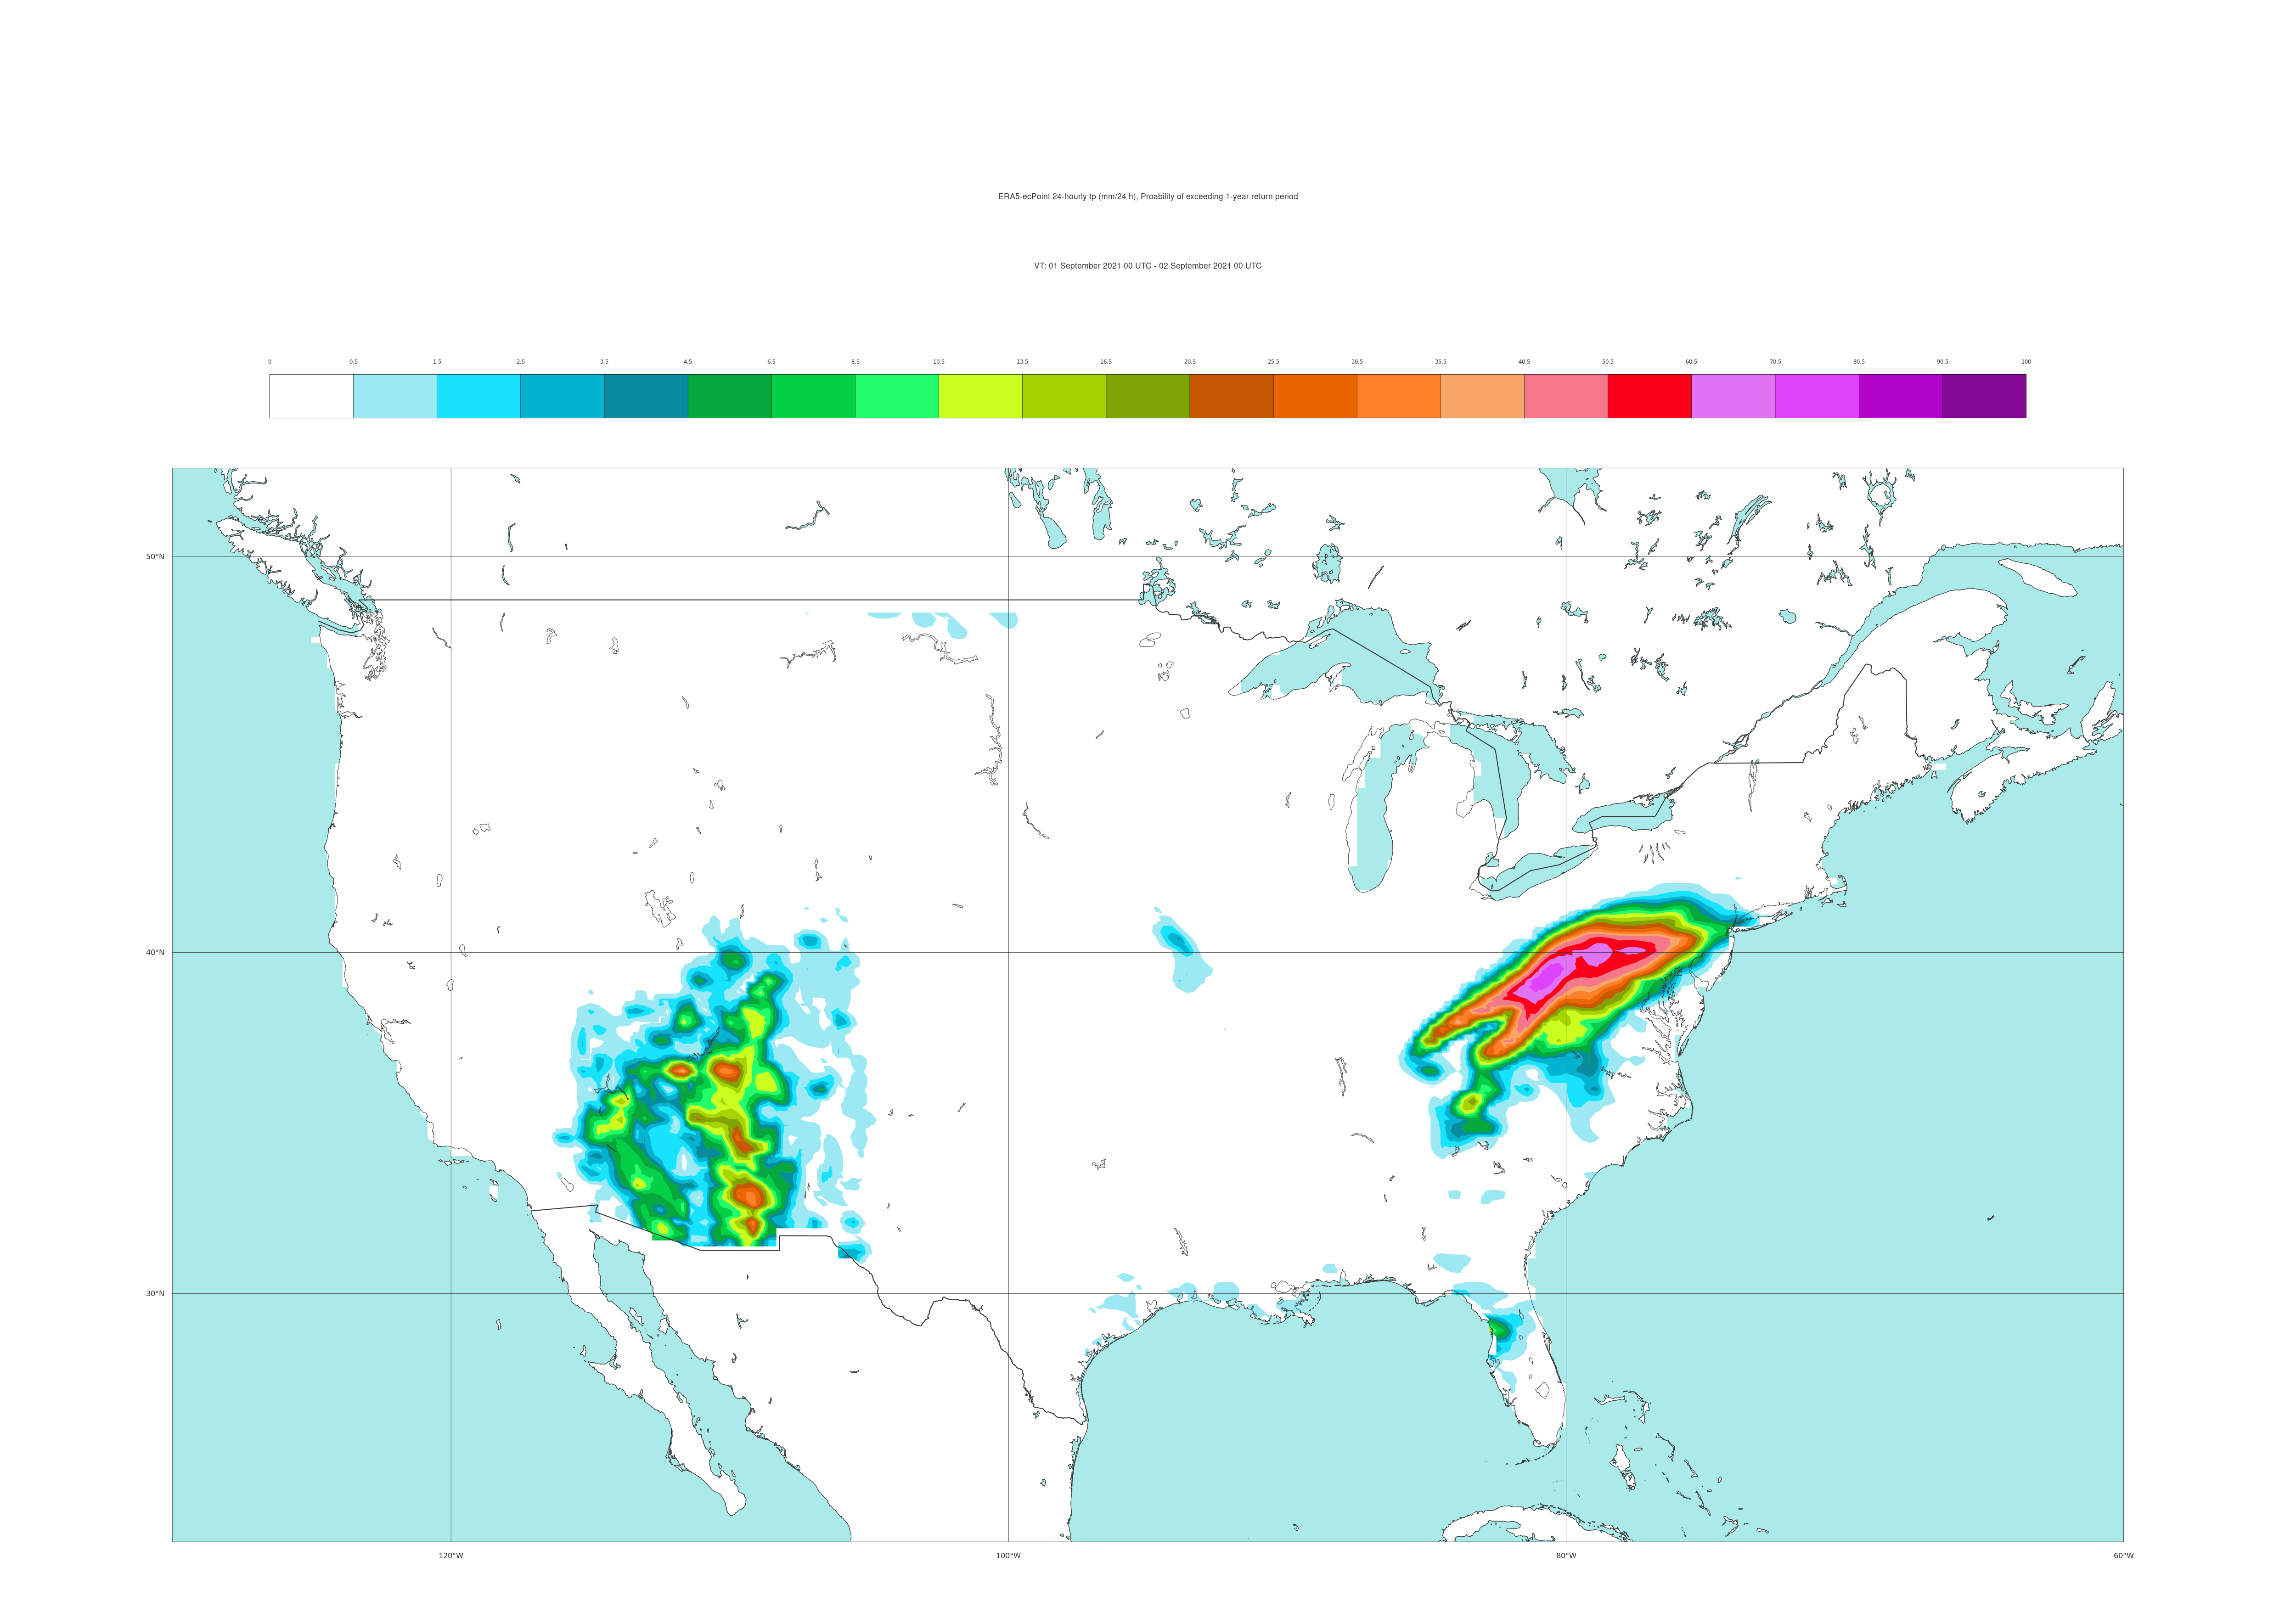 ERA5-ecPoint 24-hourly tp (mm/24 h), Proability of exceeding 1-year return period
VT: 01 September 2021 00 UTC - 02 September 2021 00 UTC
0 0.5 1.5 2.5 3.5 4.5 6.5 8.5 10.5 13.5 16.5 20.5 25.5 30.5 35.5 40.5 50.5 60.5 70.5 80.5 90.5 100
50°N
40°N
30°N
120°W 100°W 80°W 60°W